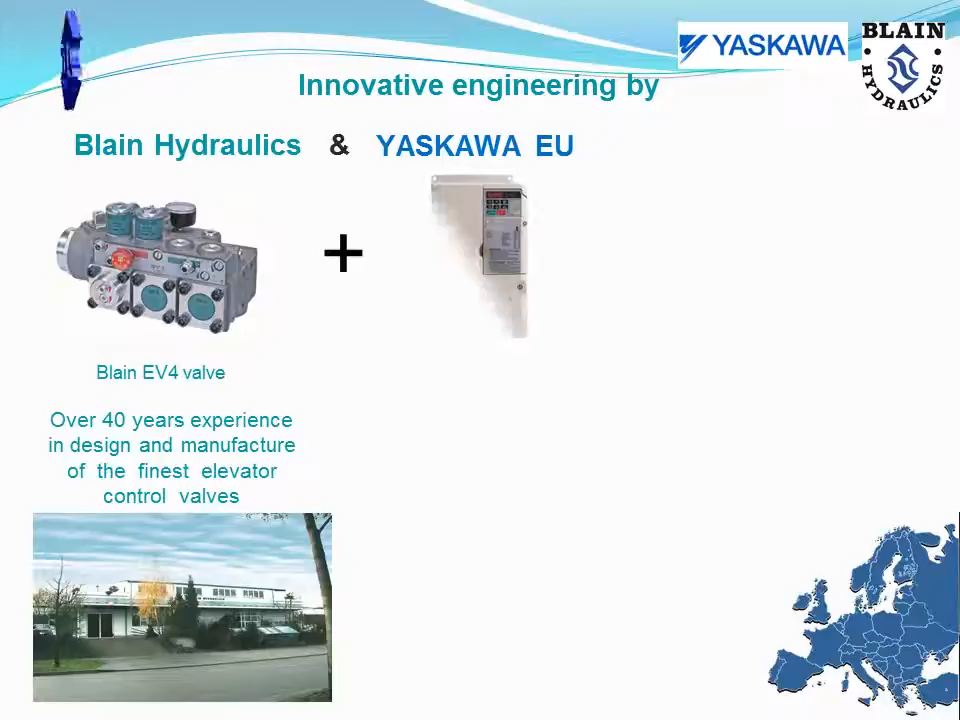 YASKAWA
BLAIN
HYDRAULICS
Innovative engineering by
Blain Hydraulics & YASKAWA EU
Blain EV4 valve
Over 40 years experience
in design and manufacture
of the finest elevator
control valves